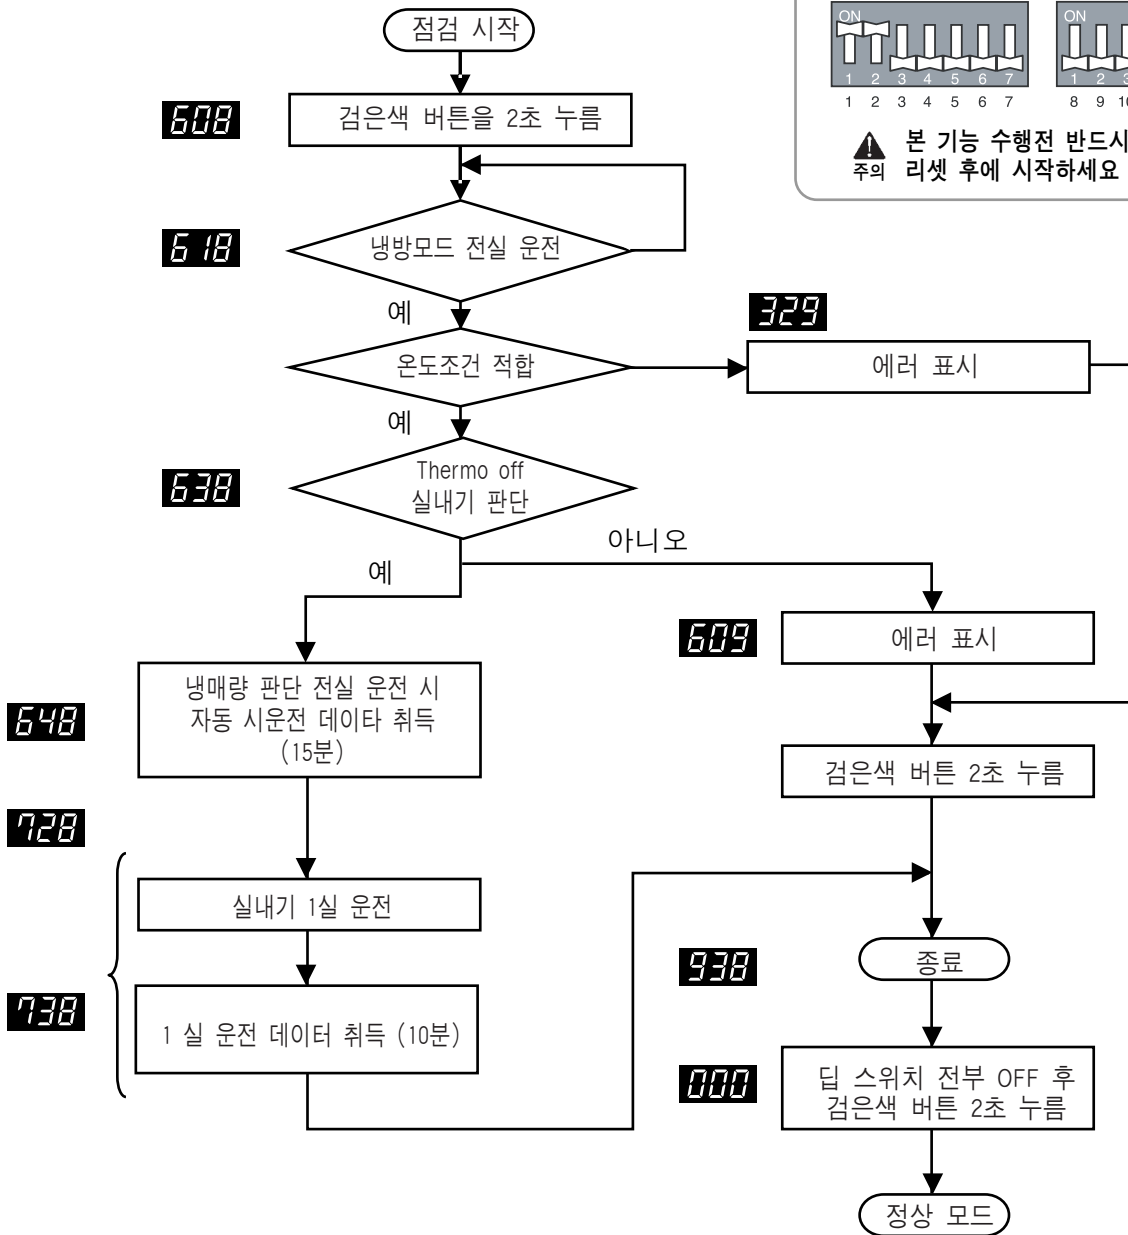 점검 시작
ON
1 2 3 4 5 6 7
1 2 3 4 5 6 7
ON
1 2
8 9
본 기능 수행전 반드시
주의
리셋 후에 시작하세요
608
검은색 버튼을 2초 누름
618
냉방모드 전실 운전
예
329
온도조건 적합
에러 표시
예
638
Thermo off
실내기 판단
아니오
예
609
에러 표시
648
냉매량 판단 전실 운전 시
자동 시운전 데이타 취득
(15분)
검은색 버튼 2초 누름
728
실내기 1실 운전
938
종료
738
1 실 운전 데이터 취득 (10분)
000
딥 스위치 전부 OFF 후
검은색 버튼 2초 누름
정상 모드